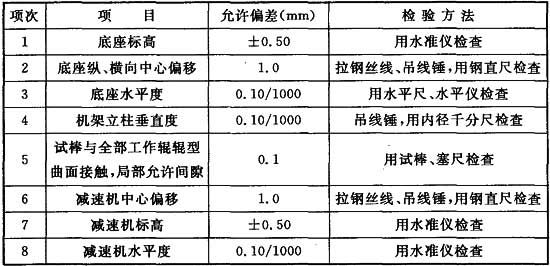 项次 项 目 允许偏差(mm) 检验方法
1 底座标高 ±0.50 用水准仪检查
2 底座纵、横向中心偏移 1.0 拉钢丝线、吊线锤,用钢直尺检查
3 底座水平度 0.10/1000 用水平尺、水平仪检查
4 机架立柱垂直度 0.10/1000 吊线锤,用内径千分尺检查
5 试棒与全部工作辊辊型
曲面接触,局部允许间隙 0.1 用试棒、塞尺检查
6 减速机中心偏移 1.0 拉钢丝线、吊线锤,用钢直尺检查
7 减速机标高 ±0.50 用水准仪检查
8 减速机水平度 0.10/1000 用水准仪检查